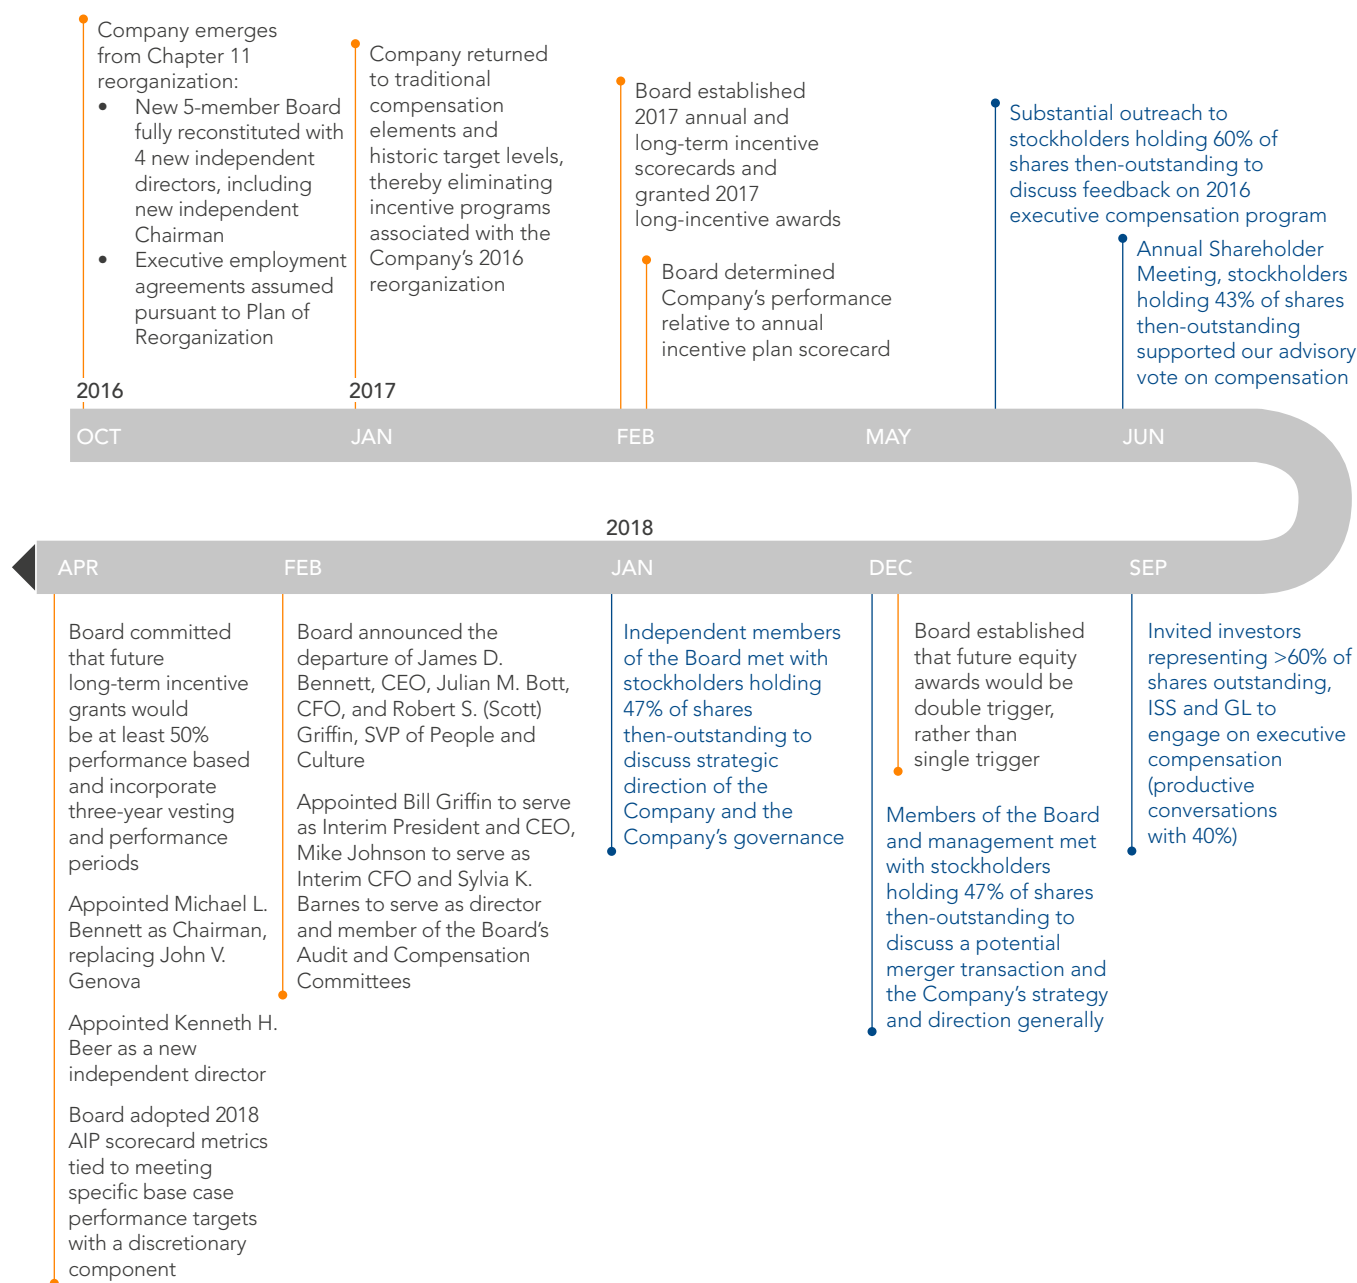 Company emerges
from Chapter 11
reorganization:
• New 5-member Board
fully reconstituted with
4 new independent
directors, including
new independent
Chairman
• Executive employment
agreements assumed
pursuant to Plan of
Reorganization
Company returned
to traditional
compensation
elements and
historic target levels,
thereby eliminating
incentive programs
associated with the
Company’s 2016
reorganization
Board established
2017 annual and
long-term incentive
scorecards and
granted 2017
long-incentive awards
Board determined
Company’s performance
relative to annual
incentive plan scorecard
Substantial outreach to
stockholders holding 60% of
shares then-outstanding to
discuss feedback on 2016
executive compensation program
Annual Shareholder
Meeting, stockholders
holding 43% of shares
then-outstanding
supported our advisory
vote on compensation
2016
2017
OCT
JAN
FEB
MAY
JUN
2018
APR
FEB
JAN
DEC
SEP
Board committed
that future
long-term incentive
grants would
be at least 50%
performance based
and incorporate
three-year vesting
and performance
periods
Appointed Michael L.
Bennett as Chairman,
replacing John V.
Genova
Appointed Kenneth H.
Beer as a new
independent director
Board adopted 2018
AIP scorecard metrics
tied to meeting
specific base case
performance targets
with a discretionary
component
Board announced the
departure of James D.
Bennett, CEO, Julian M. Bott,
CFO, and Robert S. (Scott)
Griffin, SVP of People and
Culture
Appointed Bill Griffin to serve
as Interim President and CEO,
Mike Johnson to serve as
Interim CFO and Sylvia K.
Barnes to serve as director
and member of the Board’s
Audit and Compensation
Committees
Independent members
of the Board met with
stockholders holding
47% of shares
then-outstanding to
discuss strategic
direction of the
Company and the
Company’s governance
Board established
that future equity
awards would be
double trigger,
rather than
single trigger
Members of the Board
and management met
with stockholders
holding 47% of shares
then-outstanding to
discuss a potential
merger transaction and
the Company’s strategy
and direction generally
Invited investors
representing >60% of
shares outstanding,
ISS and GL to
engage on executive
compensation
(productive
conversations
with 40%)